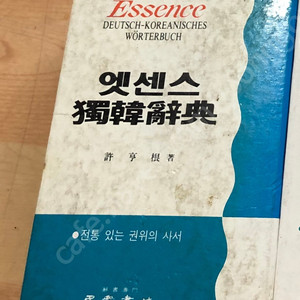 Essence
DEUTSCH-KOREANISCHES
WÖRTERBUCH
엣센스
獨韓辭典
許亨根 著
●전통 있는 권위의 사서